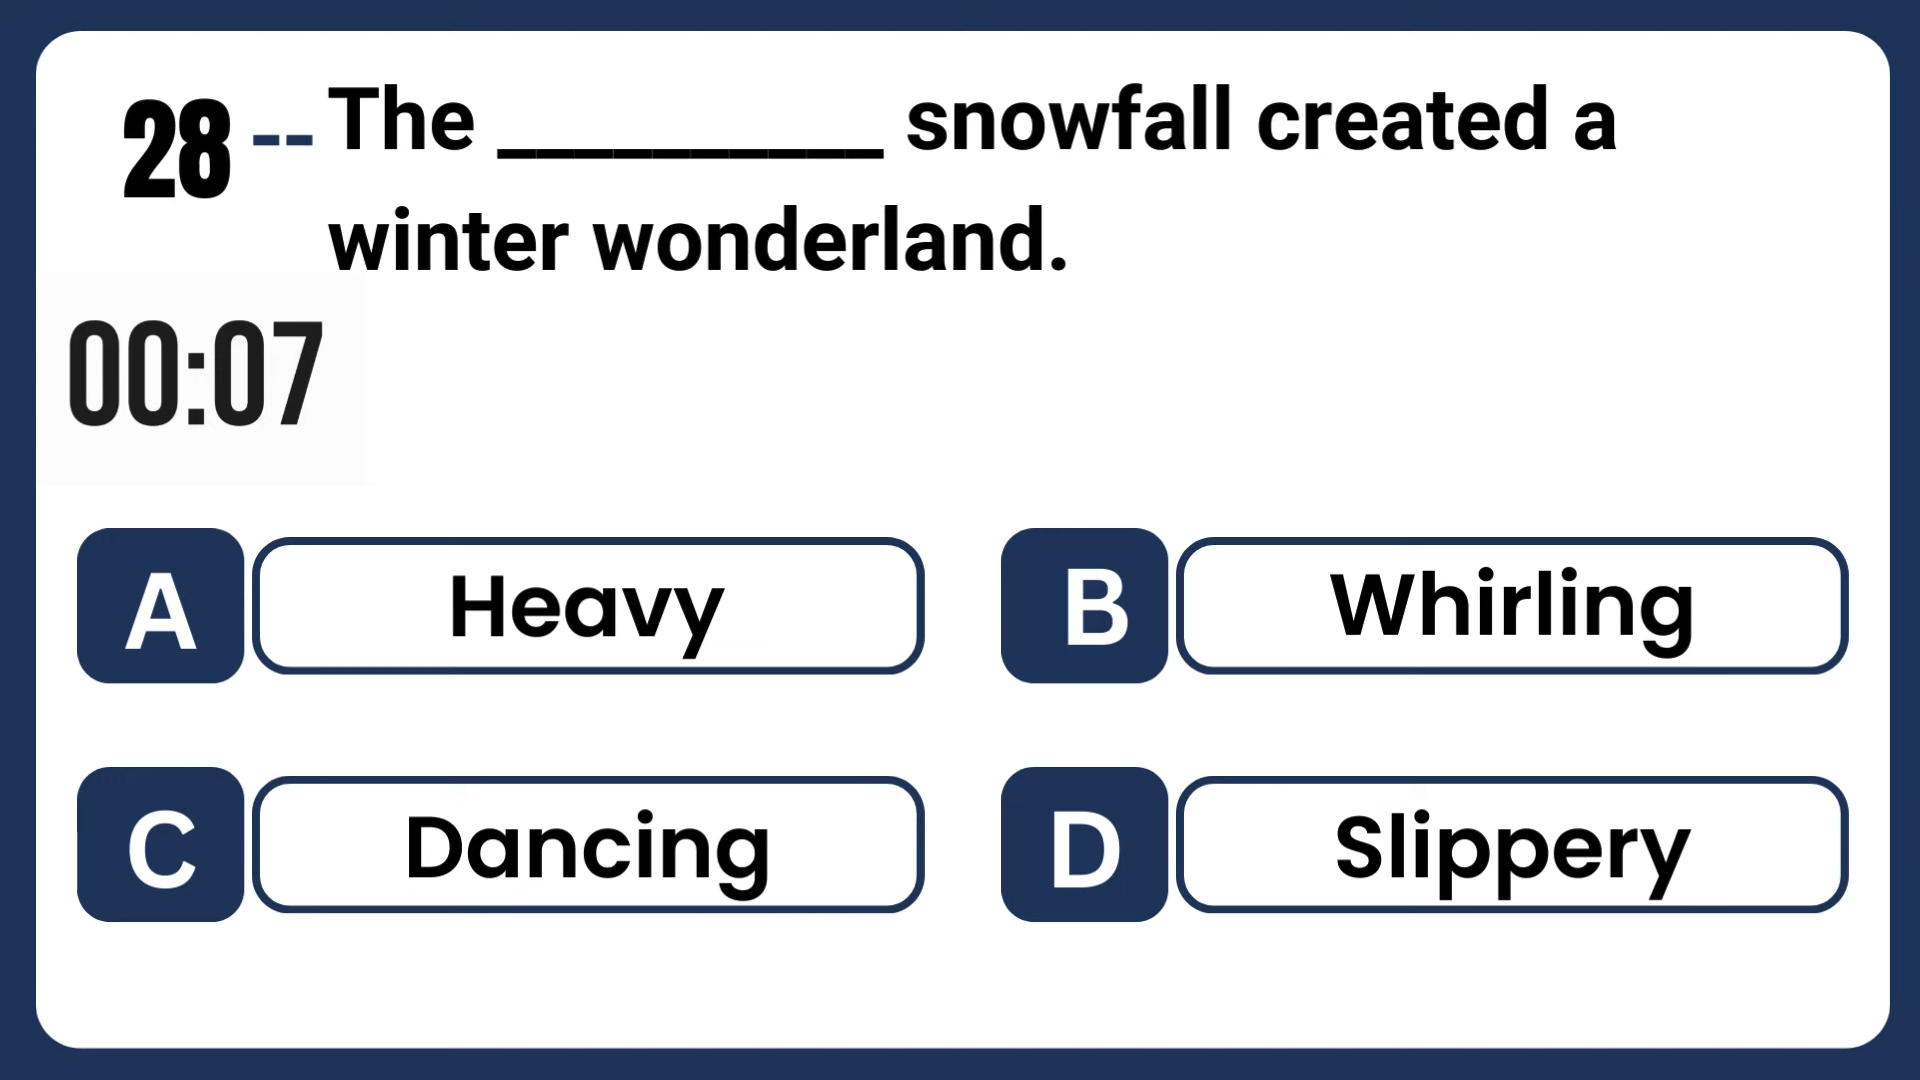 28 -- The __________ snowfall created a
winter wonderland.
00:07
A Heavy
B Whirling
C Dancing
D Slippery